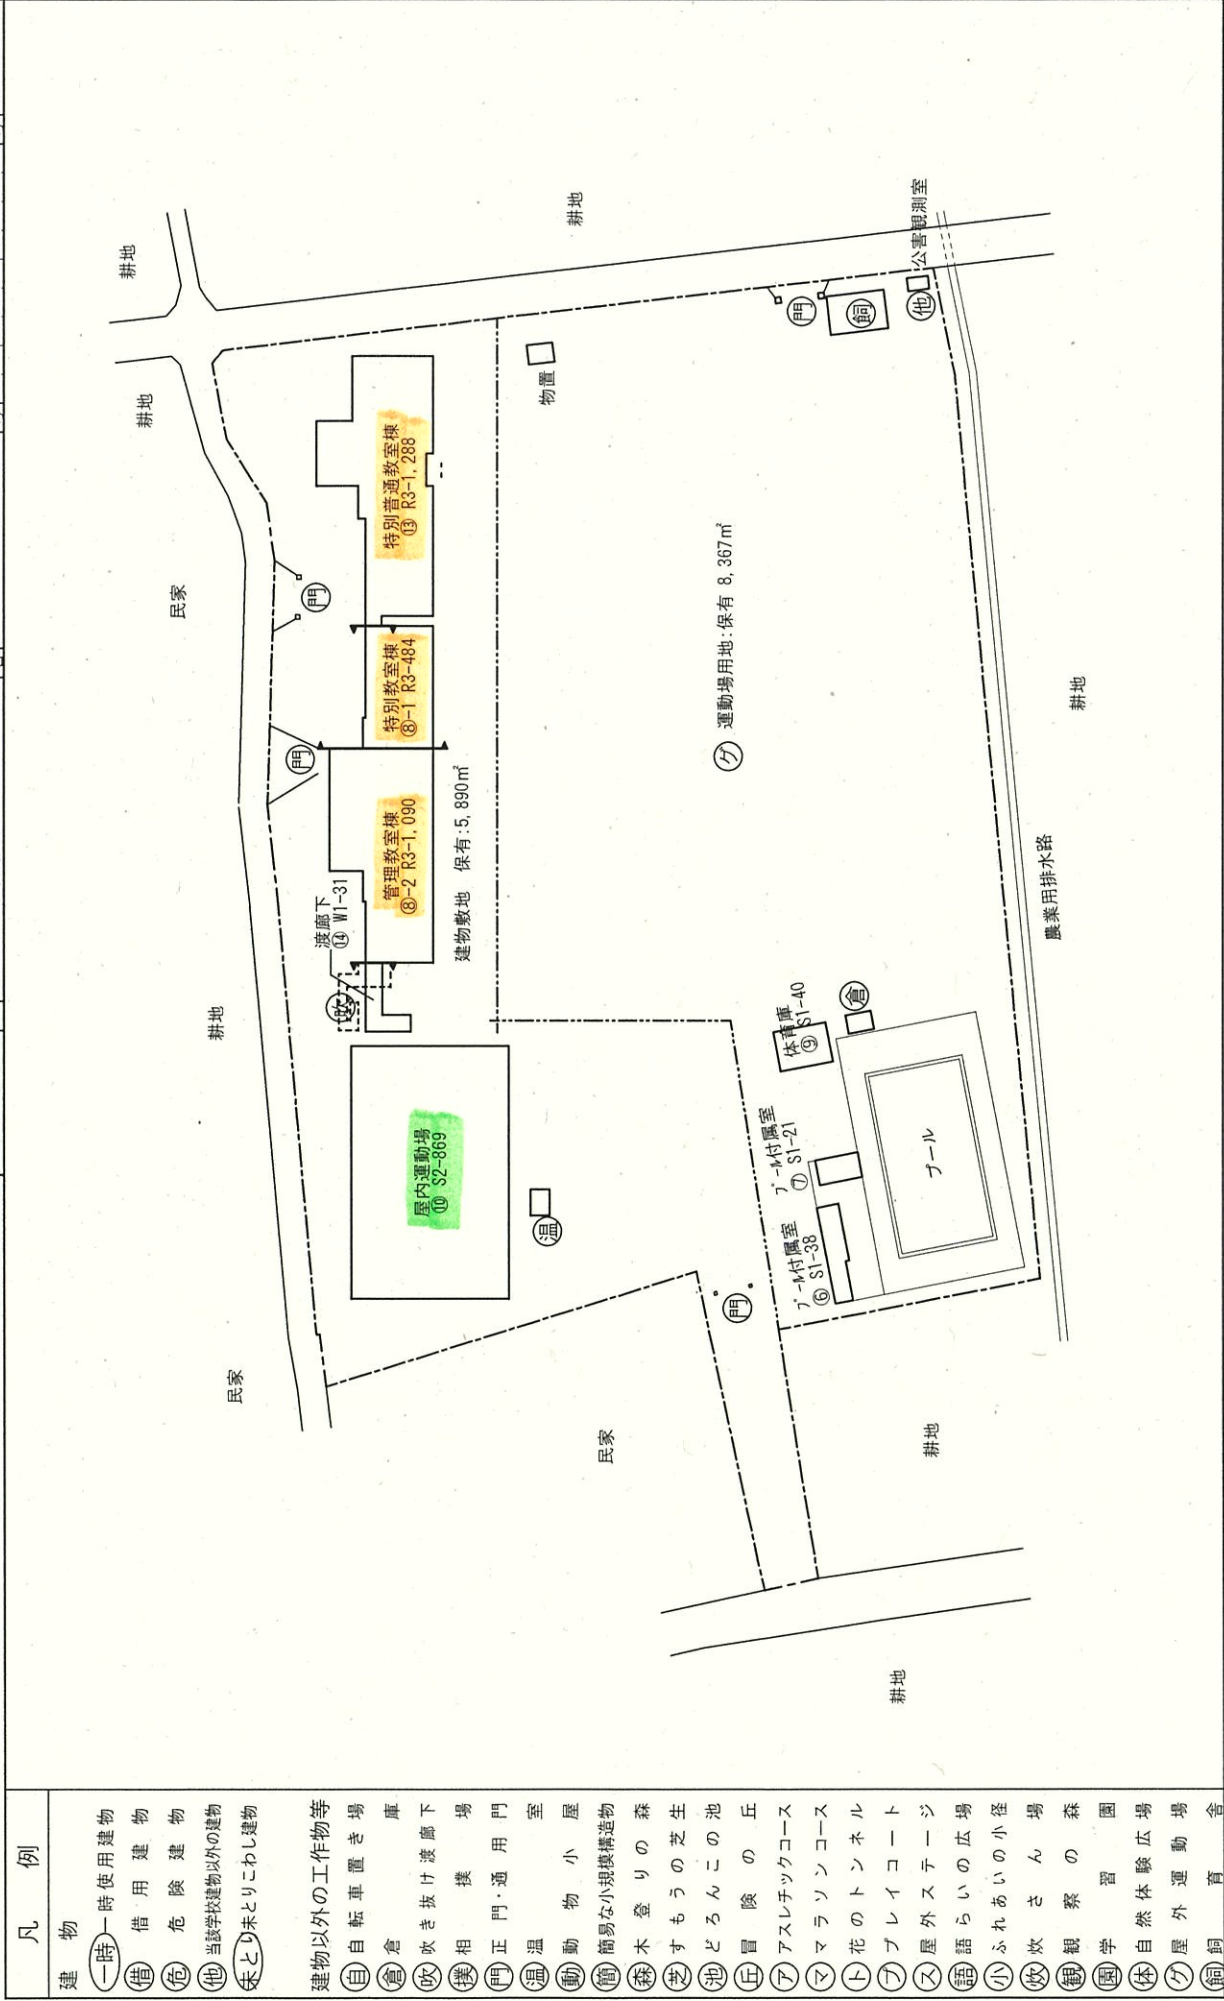 凡例
建物
一時 一時使用建物
借 借用建物
危 危険建物
他 当該学校建物以外の建物
未とり 未とりこわし建物
建物以外の工作物等
自 自転車置き場
倉 倉庫
吹 吹き抜け渡廊下
撲 相撲場
門 正門・通用門
温 温室
動 動物小屋
簡 簡易な小規模構造物
森 木登りの森
芝 すもうの芝生
池 どろんこの池
丘 冒険の丘
ア アスレチックコース
マ マラソンコース
ト 花のトンネル
プ プレイコート
ス 屋外ステージ
語 語らいの広場
小 ふれあいの小径
炊 炊さん場
観 観察の森
園 学習園
体 自然体験広場
グ 屋外運動場
飼 飼育舎
民家
耕地
民家
耕地
耕地
耕地
門
門
吹
渡廊下
⑭ W1-31
管理教室棟
⑧-2 R3-1,090
特別教室棟
⑧-1 R3-484
特別普通教室棟
⑬ R3-1,288
屋内運動場
⑩ S2-869
建物敷地 保有:5,890㎡
温
物置
耕地
民家
門
グ 運動場用地:保有 8,367㎡
門
飼
他
公害観測室
プール付属室
⑥ S1-38
プール付属室
⑦ S1-21
体育庫
⑨ S1-40
倉
プール
耕地
耕地
農業用排水路
耕地